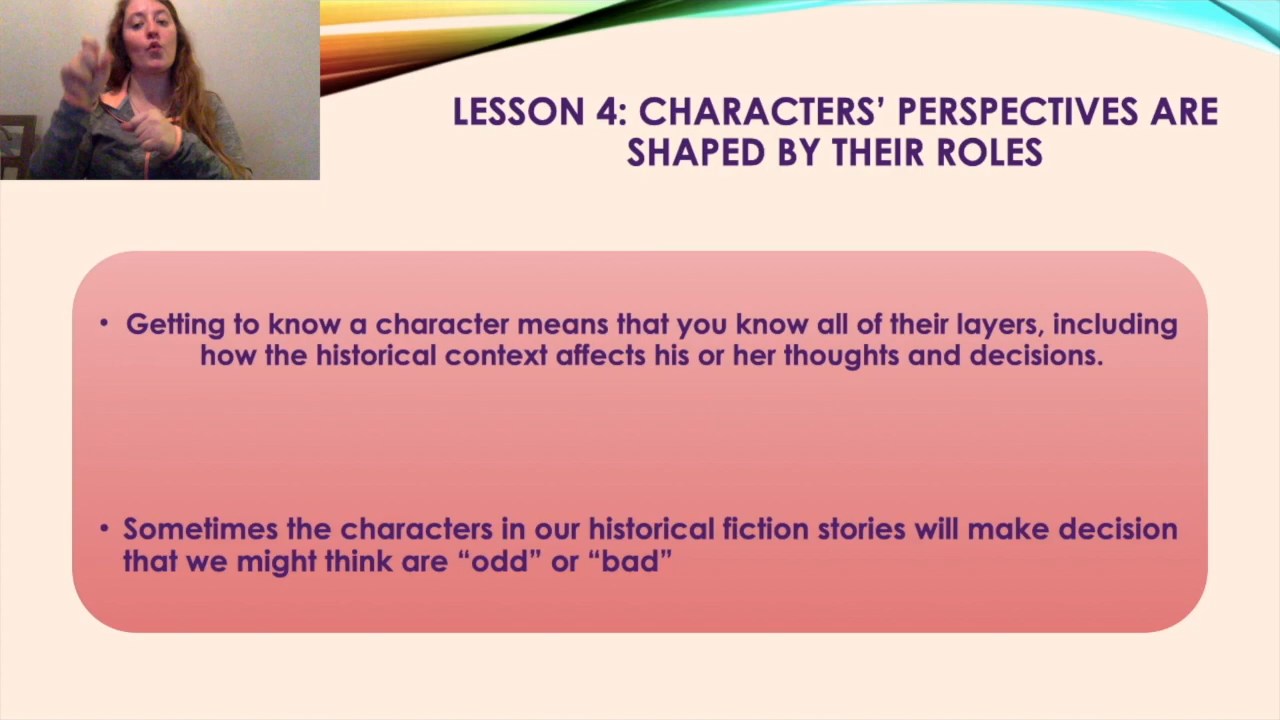 LESSON 4: CHARACTERS’ PERSPECTIVES ARE
SHAPED BY THEIR ROLES
• Getting to know a character means that you know all of their layers, including
how the historical context affects his or her thoughts and decisions.
• Sometimes the characters in our historical fiction stories will make decision
that we might think are “odd” or “bad”